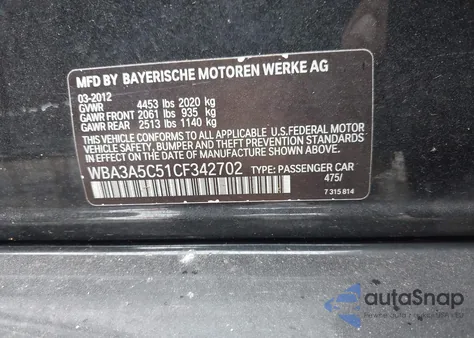 MFD BY BAYERISCHE MOTOREN WERKE AG
03-2012
GVWR 4453 lbs 2020 kg
GAWR FRONT 2061 lbs 935 kg
GAWR REAR 2513 lbs 1140 kg
THIS VEHICLE CONFORMS TO ALL APPLICABLE U.S.FEDERAL MOTOR
VEHICLE SAFETY, BUMPER AND THEFT PREVENTION STANDARDS IN
EFFECT ON THE DATE OF MANUFACTURE SHOWN ABOVE.
WBA3A5C51CF342702 TYPE: PASSENGER CAR
475/
7 315 814
autaSnap